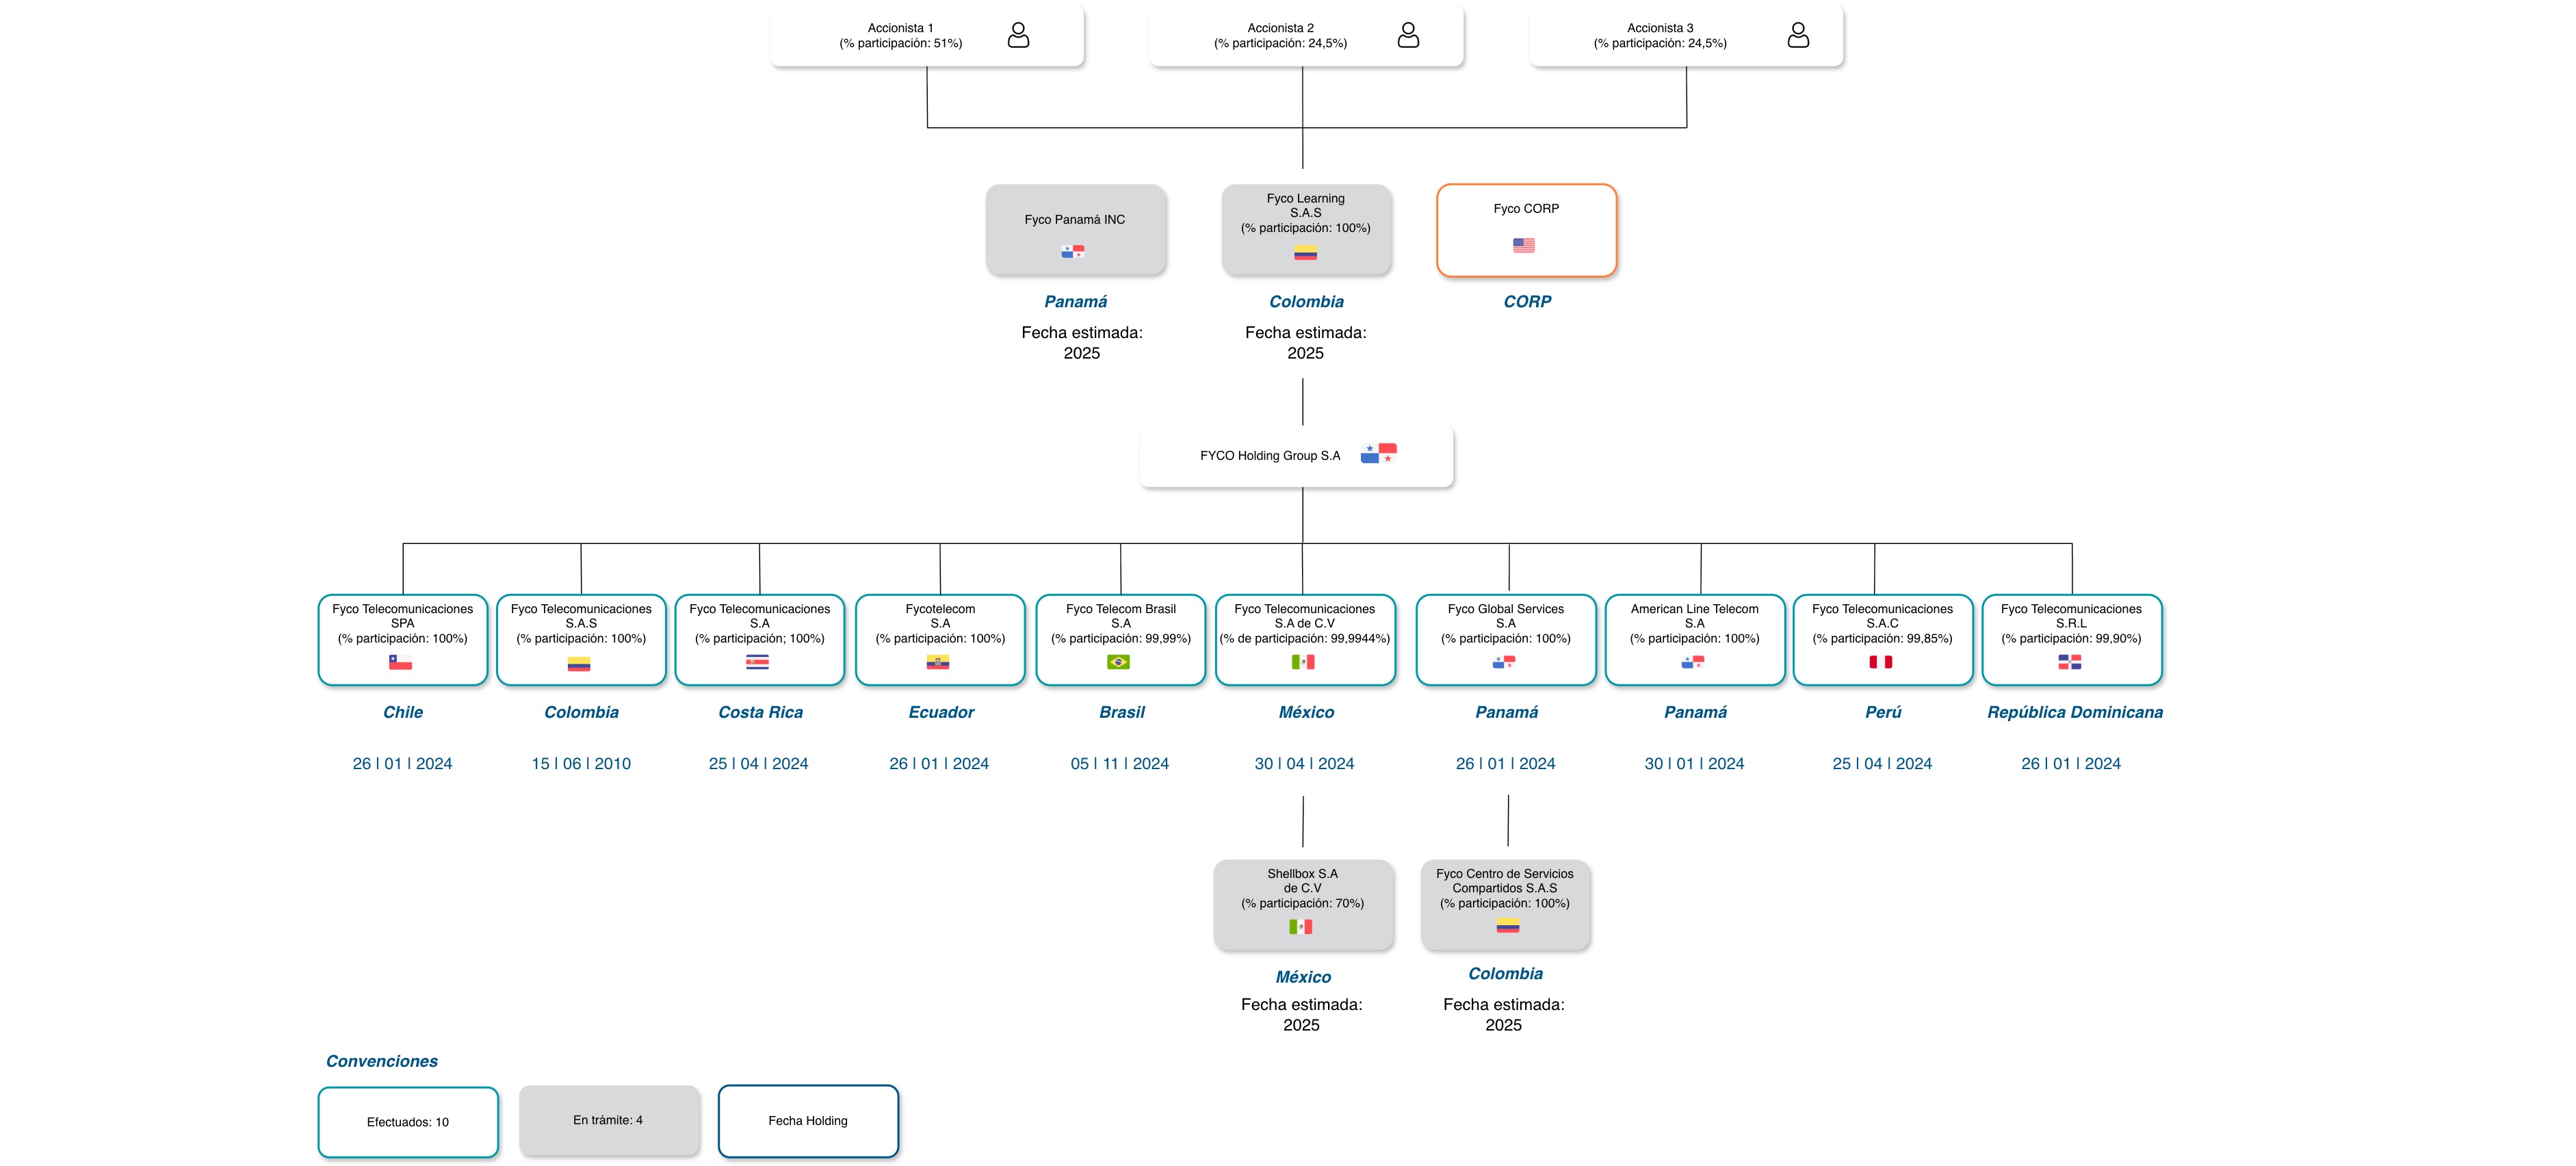 Accionista 1
(% participación: 51%)
Accionista 2
(% participación: 24,5%)
Accionista 3
(% participación: 24,5%)
Fyco Panamá INC
Panamá
Fecha estimada:
2025
Fyco Learning
S.A.S
(% participación: 100%)
Colombia
Fecha estimada:
2025
Fyco CORP
CORP
FYCO Holding Group S.A
Fyco Telecomunicaciones
SPA
(% participación: 100%)
Chile
26 | 01 | 2024
Fyco Telecomunicaciones
S.A.S
(% participación: 100%)
Colombia
15 | 06 | 2010
Fyco Telecomunicaciones
S.A
(% participación; 100%)
Costa Rica
25 | 04 | 2024
Fycotelecom
S.A
(% participación: 100%)
Ecuador
26 | 01 | 2024
Fyco Telecom Brasil
S.A
(% participación: 99,99%)
Brasil
05 | 11 | 2024
Fyco Telecomunicaciones
S.A de C.V
(% de participación: 99,9944%)
México
30 | 04 | 2024
Fyco Global Services
S.A
(% participación: 100%)
Panamá
26 | 01 | 2024
American Line Telecom
S.A
(% participación: 100%)
Panamá
30 | 01 | 2024
Fyco Telecomunicaciones
S.A.C
(% participación: 99,85%)
Perú
25 | 04 | 2024
Fyco Telecomunicaciones
S.R.L
(% participación: 99,90%)
República Dominicana
26 | 01 | 2024
Shellbox S.A
de C.V
(% participación: 70%)
México
Fecha estimada:
2025
Fyco Centro de Servicios
Compartidos S.A.S
(% participación: 100%)
Colombia
Fecha estimada:
2025
Convenciones
Efectuados: 10
En trámite: 4
Fecha Holding